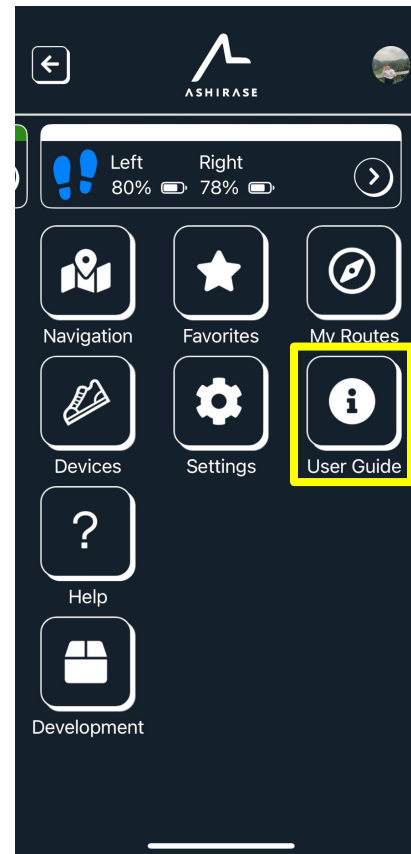 ASHIRASE
Left Right
80% 78%
Navigation Favorites My Routes
Devices Settings User Guide
?
Help
Development